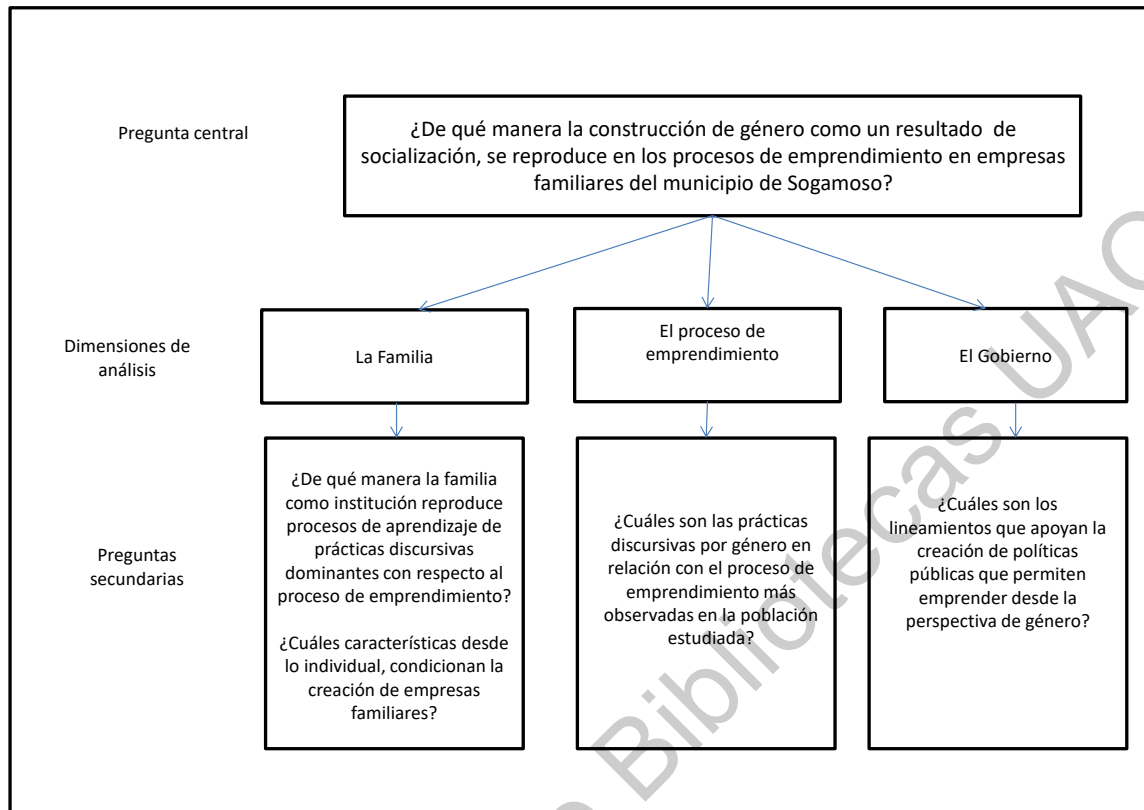 Pregunta central
¿De qué manera la construcción de género como un resultado de
socialización, se reproduce en los procesos de emprendimiento en empresas
familiares del municipio de Sogamoso?
Dimensiones de
análisis
La Familia
El proceso de
emprendimiento
El Gobierno
Preguntas
secundarias
¿De qué manera la familia
como institución reproduce
procesos de aprendizaje de
prácticas discursivas
dominantes con respecto al
proceso de emprendimiento?
¿Cuáles características desde
lo individual, condicionan la
creación de empresas
familiares?
¿Cuáles son las prácticas
discursivas por género en
relación con el proceso de
emprendimiento más
observadas en la población
estudiada?
¿Cuáles son los
lineamientos que apoyan la
creación de políticas
públicas que permiten
emprender desde la
perspectiva de género?
Bibliotecas UAQ